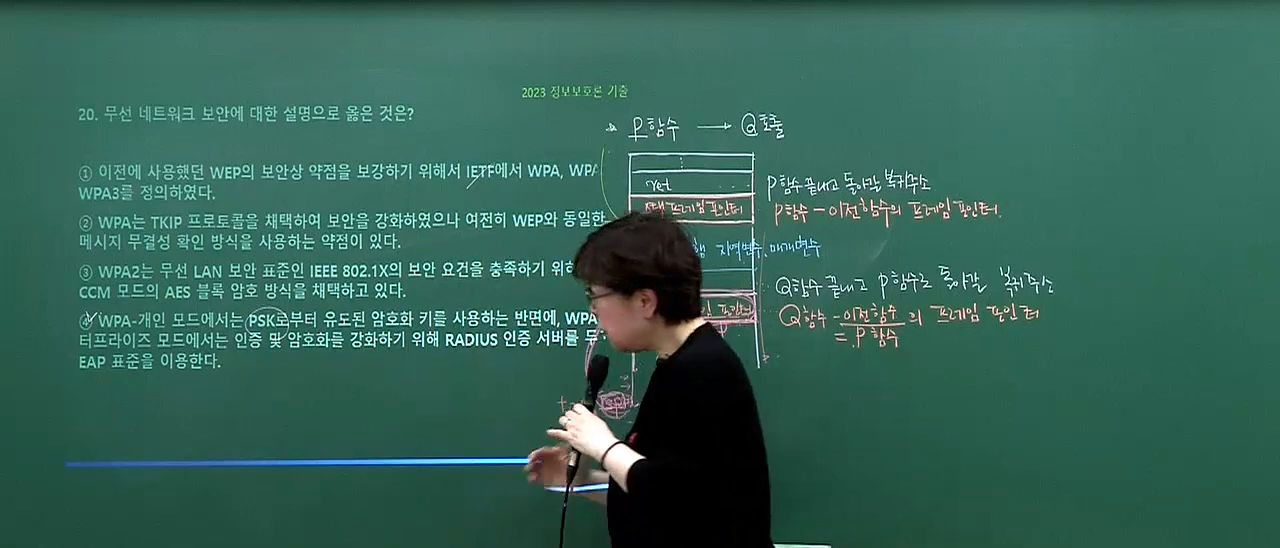 2023 정보보호론 기출
20. 무선 네트워크 보안에 대한 설명으로 옳은 것은?
① 이전에 사용했던 WEP의 보안상 약점을 보강하기 위해서 IETF에서 WPA, WPA
WPA3를 정의하였다.
② WPA는 TKIP 프로토콜을 채택하여 보안을 강화하였으나 여전히 WEP와 동일한
메시지 무결성 확인 방식을 사용하는 약점이 있다.
③ WPA2는 무선 LAN 보안 표준인 IEEE 802.1X의 보안 요건을 충족하기 위해
CCM 모드의 AES 블록 암호 방식을 채택하고 있다.
④ WPA-개인 모드에서는 PSK로부터 유도된 암호화 키를 사용하는 반면에, WPA
터프라이즈 모드에서는 인증 및 암호화를 강화하기 위해 RADIUS 인증 서버를 두
EAP 표준을 이용한다.
P함수 → Q호출
ret
프레임 포인터
지역변수, 매개변수
P함수 끝내고 돌아갈 복귀주소
P함수 - 이전함수의 프레임 포인터.
Q함수 끝내고 P함수로 돌아갈 복귀주소
Q함수 - 이전함수의 프레임 포인터
= P함수